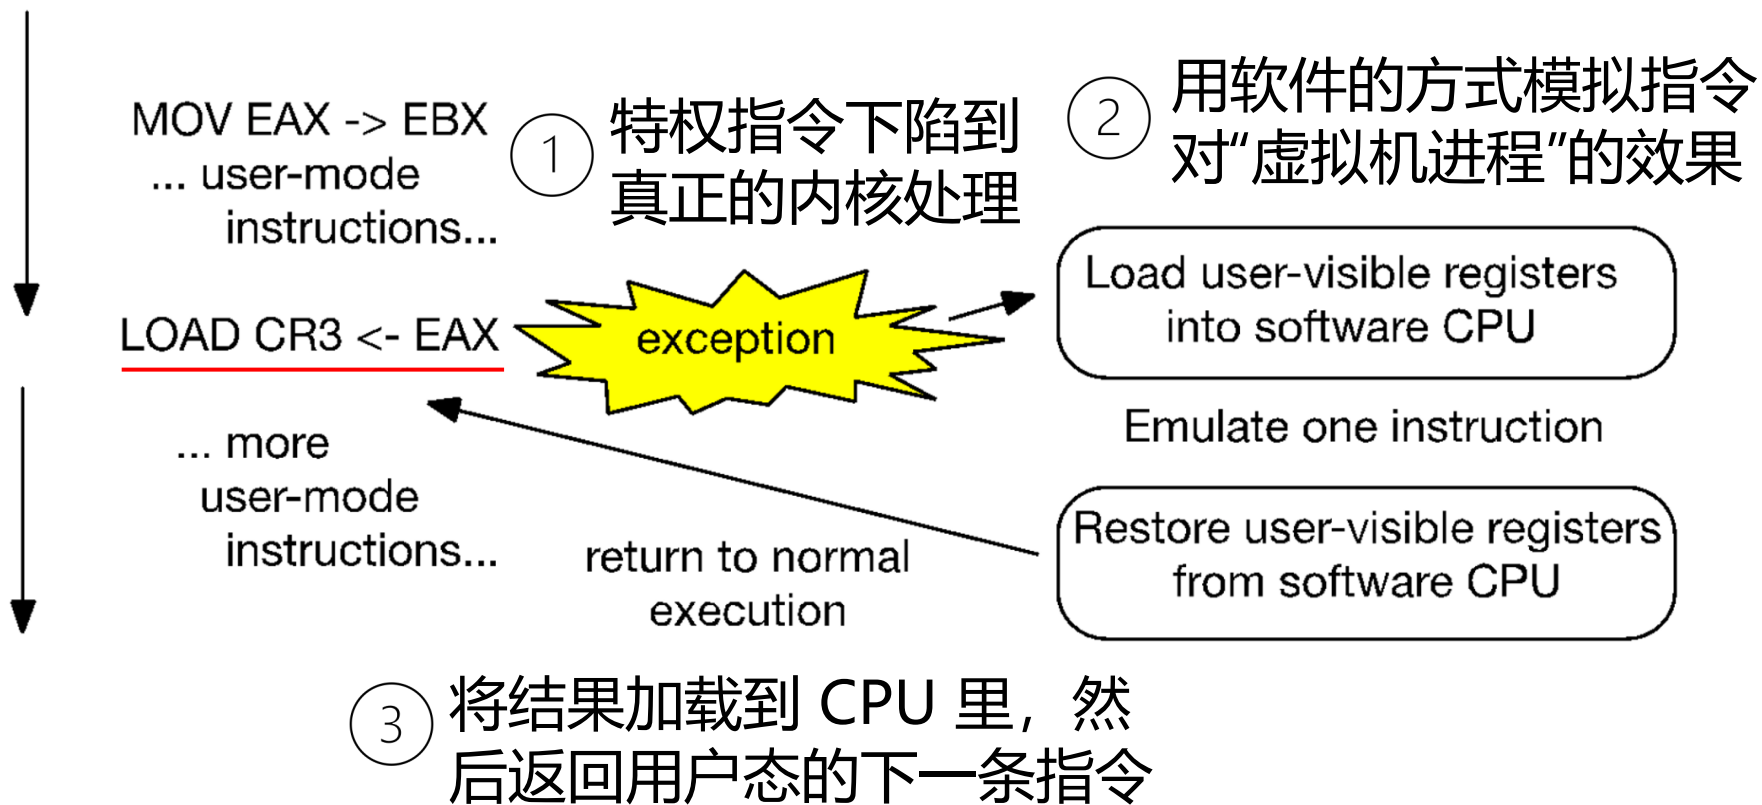 MOV EAX -> EBX
... user-mode
instructions...
① 特权指令下陷到
真正的内核处理
② 用软件的方式模拟指令
对“虚拟机进程”的效果
LOAD CR3 <- EAX
exception
Load user-visible registers
into software CPU
Emulate one instruction
Restore user-visible registers
from software CPU
return to normal
execution
... more
user-mode
instructions...
③ 将结果加载到 CPU 里，然
后返回用户态的下一条指令